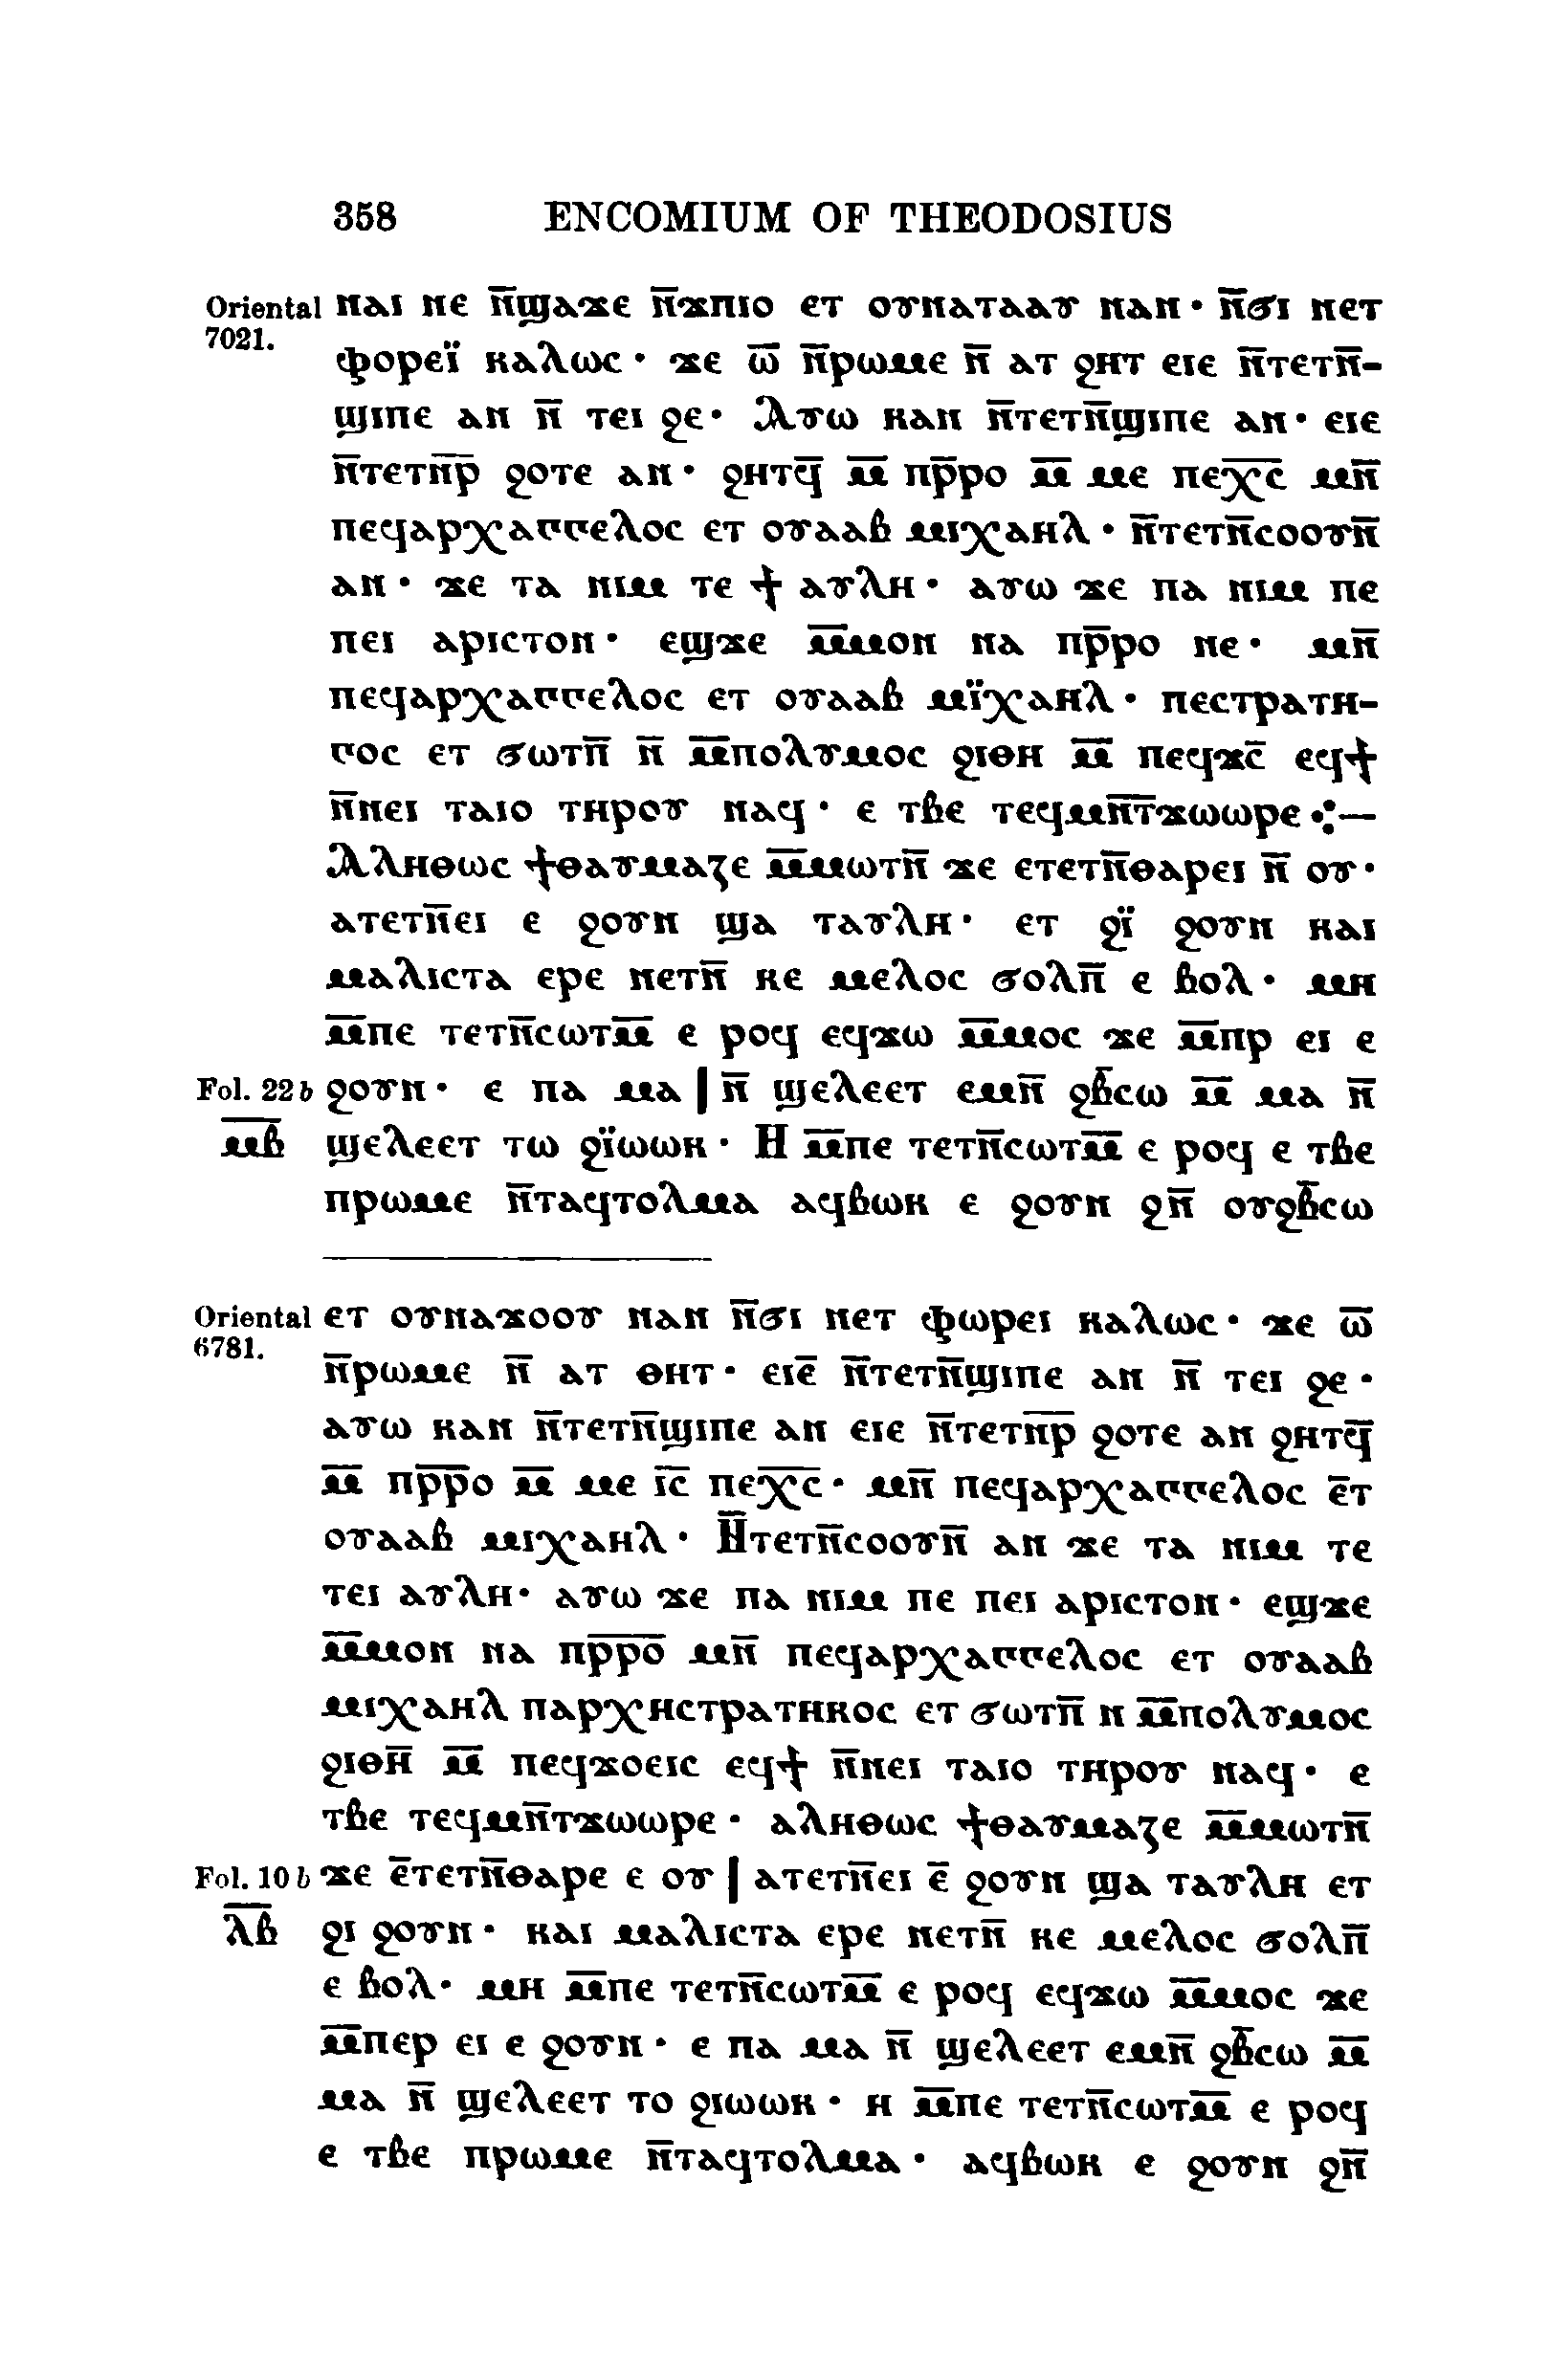 358 ENCOMIUM OF THEODOSIUS
Oriental ⲛⲁⲓ ⲛⲉ ⲛ̅ϣⲁϫⲉ ⲛ̅ϫⲡⲓⲟ ⲉⲧ ⲟⲩⲛⲁⲧⲁⲁⲩ ⲛⲁⲛ · ⲛ̅ϭⲓ ⲛⲉⲧ
7021. ⲫⲟⲣⲉⲓ̈ ⲕⲁⲗⲱⲥ · ϫⲉ ⲱ̅ ⲛ̅ⲣⲱⲙⲉ ⲛ̅ ⲁⲧ ϩⲏⲧ ⲉⲓⲉ ⲛ̅ⲧⲉⲧⲛ̅-
ϣⲓⲡⲉ ⲁⲛ ⲛ̅ ⲧⲉⲓ ϩⲉ · Ⲁⲩⲱ ⲕⲁⲛ ⲛ̅ⲧⲉⲧⲛ̅ϣⲓⲡⲉ ⲁⲛ · ⲉⲓⲉ
ⲛ̅ⲧⲉⲧⲛ̅ⲣ̅ ϩⲟⲧⲉ ⲁⲛ · ϩⲏⲧϥ̅ ⲙ̅ ⲡⲣ̅ⲣⲟ ⲙ̅ ⲙⲉ ⲡⲉⲭ̅ⲥ̅ ⲙⲛ̅
ⲡⲉϥⲁⲣⲭⲁⲅⲅⲉⲗⲟⲥ ⲉⲧ ⲟⲩⲁⲁⲃ ⲙⲓⲭⲁⲏⲗ · ⲛ̅ⲧⲉⲧⲛ̅ⲥⲟⲟⲩⲛ̅
ⲁⲛ · ϫⲉ ⲧⲁ ⲛⲓⲙ ⲧⲉ ϯ ⲁⲩⲗⲏ · ⲁⲩⲱ ϫⲉ ⲡⲁ ⲛⲓⲙ ⲡⲉ
ⲡⲉⲓ ⲁⲣⲓⲥⲧⲟⲛ · ⲉϣϫⲉ ⲙ̅ⲙⲟⲛ ⲛⲁ ⲡⲣ̅ⲣⲟ ⲛⲉ · ⲙⲛ̅
ⲡⲉϥⲁⲣⲭⲁⲅⲅⲉⲗⲟⲥ ⲉⲧ ⲟⲩⲁⲁⲃ ⲙⲓ̈ⲭⲁⲏⲗ · ⲡⲉⲥⲧⲣⲁⲧⲏ-
ⲅⲟⲥ ⲉⲧ ϭⲱⲧⲡ̅ ⲛ̅ ⲙ̅ⲡⲟⲗⲩⲙⲟⲥ ϩⲓⲑⲏ ⲙ̅ ⲡⲉϥϫⲥ̅ ⲉϥϯ
ⲛ̅ⲛⲉⲓ ⲧⲁⲓⲟ ⲧⲏⲣⲟⲩ ⲛⲁϥ · ⲉ ⲧⲃⲉ ⲧⲉϥⲙⲛ̅ⲧ̅ϫⲱⲱⲣⲉ ⁖—
Ⲁⲗⲏⲑⲱⲥ ϯⲑⲁⲩⲙⲁⲍⲉ ⲙ̅ⲙⲱⲧⲛ̅ ϫⲉ ⲉⲧⲉⲧⲛ̅ⲑⲁⲣⲉⲓ ⲛ̅ ⲟⲩ ·
ⲁⲧⲉⲧⲛ̅ⲉⲓ ⲉ ϩⲟⲩⲛ ϣⲁ ⲧⲁⲩⲗⲏ · ⲉⲧ ϩⲓ̈ ϩⲟⲩⲛ ⲕⲁⲓ
ⲙⲁⲗⲓⲥⲧⲁ ⲉⲣⲉ ⲛⲉⲧⲛ̅ ⲕⲉ ⲙⲉⲗⲟⲥ ϭⲟⲗⲡ̅ ⲉ ⲃⲟⲗ · ⲙⲏ
ⲙ̅ⲡⲉ ⲧⲉⲧⲛ̅ⲥⲱⲧⲙ̅ ⲉ ⲣⲟϥ ⲉϥϫⲱ ⲙ̅ⲙⲟⲥ ϫⲉ ⲙ̅ⲡⲣ ⲉⲓ ⲉ
Fol. 22 b ϩⲟⲩⲛ · ⲉ ⲡⲁ ⲙⲁ | ⲛ̅ ϣⲉⲗⲉⲉⲧ ⲉⲙⲛ̅ ϩⲃ̅ⲥⲱ ⲙ̅ ⲙⲁ ⲛ̅
ⲙ̅ⲃ̅ ϣⲉⲗⲉⲉⲧ ⲧⲱ ϩⲓ̈ⲱⲱⲕ · Ⲏ ⲙ̅ⲡⲉ ⲧⲉⲧⲛ̅ⲥⲱⲧⲙ̅ ⲉ ⲣⲟϥ ⲉ ⲧⲃⲉ
ⲡⲣⲱⲙⲉ ⲛ̅ⲧⲁϥⲧⲟⲗⲙⲁ ⲁϥⲃⲱⲕ ⲉ ϩⲟⲩⲛ ϩⲛ̅ ⲟⲩϩⲃ̅ⲥⲱ
Oriental ⲉⲧ ⲟⲩⲛⲁϫⲟⲟⲩ ⲛⲁⲛ ⲛ̅ϭⲓ ⲛⲉⲧ ⲫⲱⲣⲉⲓ ⲕⲁⲗⲱⲥ · ϫⲉ ⲱ̅
6781. ⲛ̅ⲣⲱⲙⲉ ⲛ̅ ⲁⲧ ⲑⲏⲧ · ⲉⲓⲉ̅ ⲛ̅ⲧⲉⲧⲛ̅ϣⲓⲡⲉ ⲁⲛ ⲛ̅ ⲧⲉⲓ ϩⲉ ·
ⲁⲩⲱ ⲕⲁⲛ ⲛ̅ⲧⲉⲧⲛ̅ϣⲓⲡⲉ ⲁⲛ ⲉⲓⲉ ⲛ̅ⲧⲉⲧⲛ̅ⲣ̅ ϩⲟⲧⲉ ⲁⲛ ϩⲏⲧϥ̅
ⲙ̅ ⲡⲣ̅ⲣⲟ ⲙ̅ ⲙⲉ ⲓ̅ⲥ̅ ⲡⲉⲭ̅ⲥ̅ · ⲙⲛ̅ ⲡⲉϥⲁⲣⲭⲁⲅⲅⲉⲗⲟⲥ ⲉ̅ⲧ
ⲟⲩⲁⲁⲃ ⲙⲓⲭⲁⲏⲗ · Ⲛ̅ⲧⲉⲧⲛ̅ⲥⲟⲟⲩⲛ̅ ⲁⲛ ϫⲉ ⲧⲁ ⲛⲓⲙ ⲧⲉ
ⲧⲉⲓ ⲁⲩⲗⲏ · ⲁⲩⲱ ϫⲉ ⲡⲁ ⲛⲓⲙ ⲡⲉ ⲡⲉⲓ ⲁⲣⲓⲥⲧⲟⲛ · ⲉϣϫⲉ
ⲙ̅ⲙⲟⲛ ⲛⲁ ⲡⲣ̅ⲣ̅ⲟ̅ ⲙⲛ̅ ⲡⲉϥⲁⲣⲭⲁⲅⲅⲉⲗⲟⲥ ⲉⲧ ⲟⲩⲁⲁⲃ
ⲙⲓⲭⲁⲏⲗ ⲡⲁⲣⲭⲏⲥⲧⲣⲁⲧⲏⲕⲟⲥ ⲉⲧ ϭⲱⲧⲡ̅ ⲛ ⲙ̅ⲡⲟⲗⲩⲙⲟⲥ
ϩⲓⲑⲏ̅ ⲙ̅ ⲡⲉϥϫⲟⲉⲓⲥ ⲉϥϯ ⲛ̅ⲛⲉⲓ ⲧⲁⲓⲟ ⲧⲏⲣⲟⲩ ⲛⲁϥ · ⲉ
ⲧⲃⲉ ⲧⲉϥⲙⲛ̅ⲧϫⲱⲱⲣⲉ · ⲁⲗⲏⲑⲱⲥ ϯⲑⲁⲩⲙⲁⲍⲉ ⲙ̅ⲙⲱⲧⲛ̅
Fol. 10 b ϫⲉ ⲉ̅ⲧⲉⲧⲛ̅ⲑⲁⲣⲉ ⲉ ⲟⲩ | ⲁⲧⲉⲧⲛ̅ⲉⲓ ⲉ̅ ϩⲟⲩⲛ ϣⲁ ⲧⲁⲩⲗⲏ ⲉⲧ
ⲗ̅ⲃ̅ ϩⲓ ϩⲟⲩⲛ · ⲕⲁⲓ ⲙⲁⲗⲓⲥⲧⲁ ⲉⲣⲉ ⲛⲉⲧⲛ̅ ⲕⲉ ⲙⲉⲗⲟⲥ ϭⲟⲗⲡ̅
ⲉ ⲃⲟⲗ · ⲙⲏ ⲙ̅ⲡⲉ ⲧⲉⲧⲛ̅ⲥⲱⲧⲙ̅ ⲉ ⲣⲟϥ ⲉϥϫⲱ ⲙ̅ⲙⲟⲥ ϫⲉ
ⲙ̅ⲡⲉⲣ ⲉⲓ ⲉ ϩⲟⲩⲛ · ⲉ ⲡⲁ ⲙⲁ ⲛ̅ ϣⲉⲗⲉⲉⲧ ⲉⲙⲛ̅ ϩⲃ̅ⲥⲱ ⲙ̅
ⲙⲁ ⲛ̅ ϣⲉⲗⲉⲉⲧ ⲧⲟ ϩⲓⲱⲱⲕ · ⲏ ⲙ̅ⲡⲉ ⲧⲉⲧⲛ̅ⲥⲱⲧⲙ̅ ⲉ ⲣⲟϥ
ⲉ ⲧⲃⲉ ⲡⲣⲱⲙⲉ ⲛ̅ⲧⲁϥⲧⲟⲗⲙⲁ · ⲁϥⲃⲱⲕ ⲉ ϩⲟⲩⲛ ϩⲛ̅